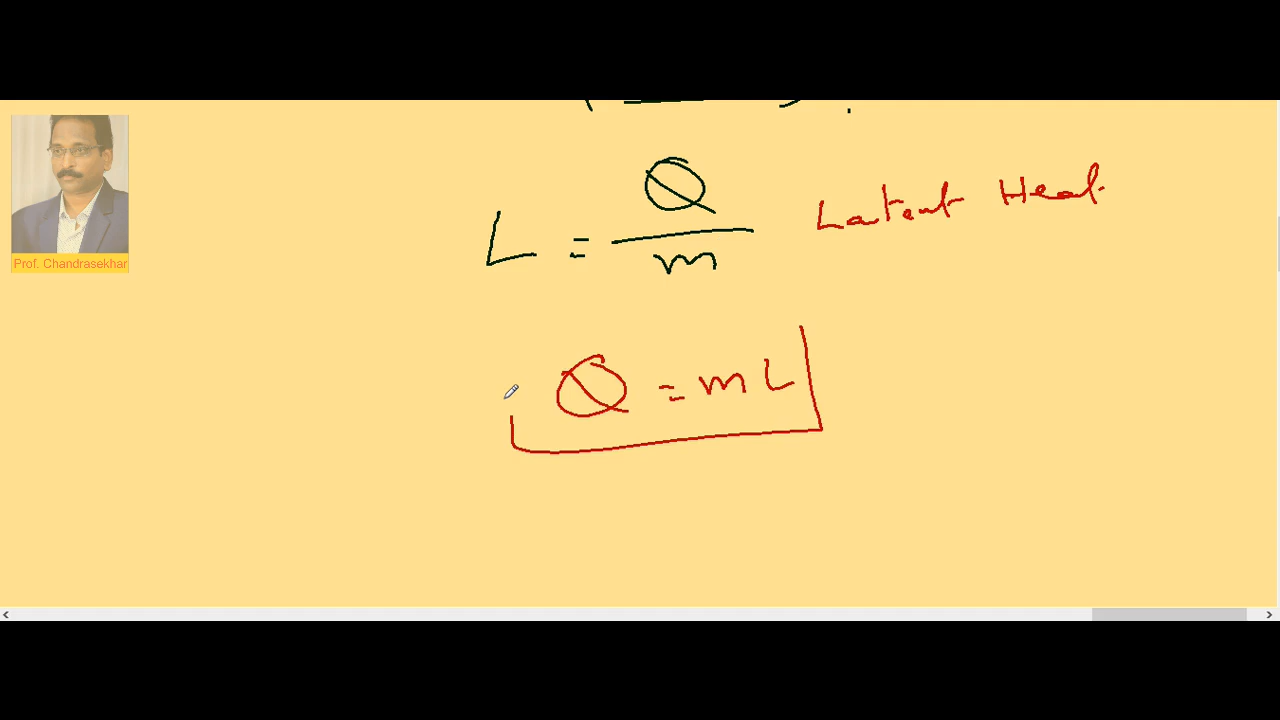 Prof. Chandrasekhar
L = Q/m Latent Heat
Q = mL